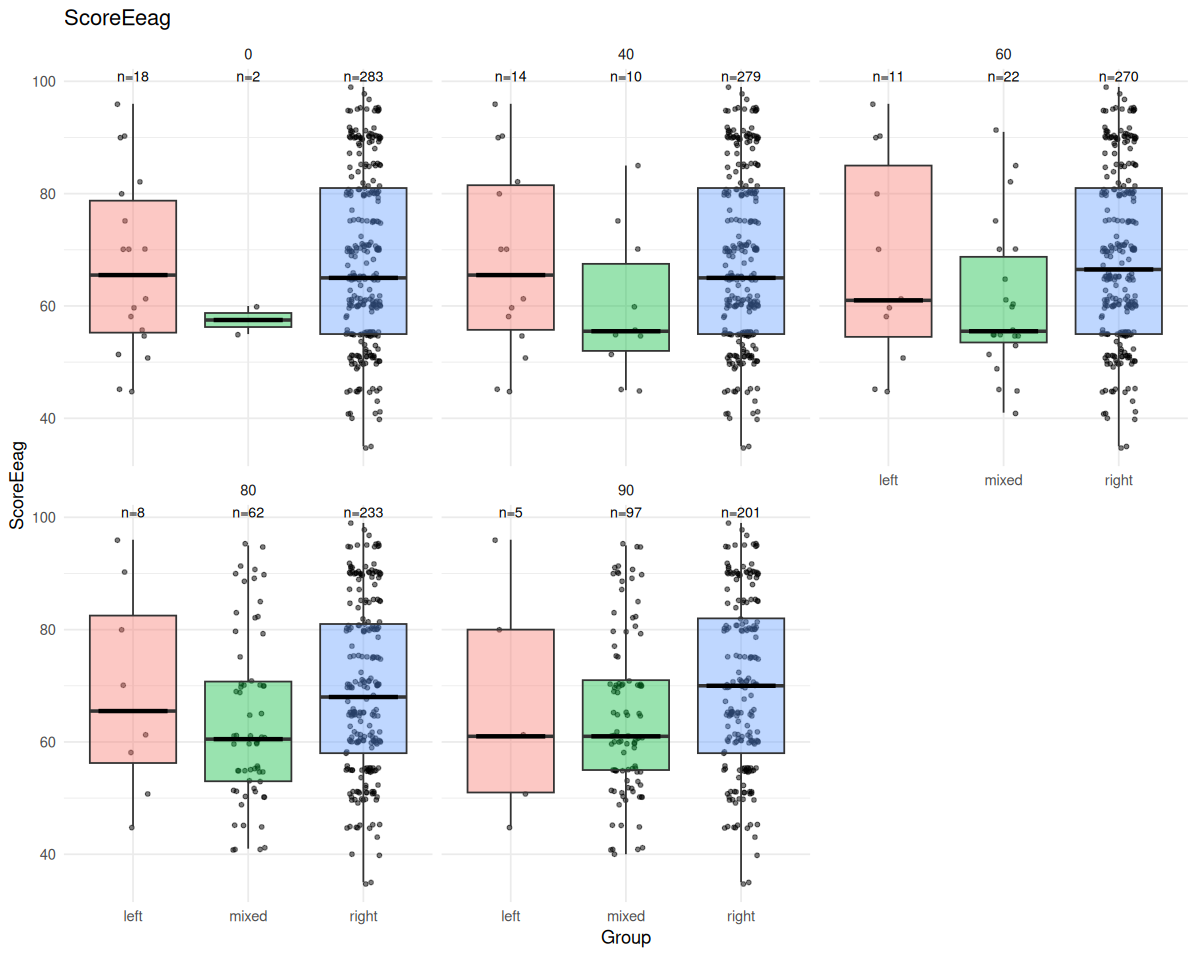 ScoreEeag
0
40
60
n=18
n=2
n=283
n=14
n=10
n=279
n=11
n=22
n=270
100
80
60
40
left
mixed
right
80
90
n=8
n=62
n=233
n=5
n=97
n=201
100
80
60
40
left
mixed
right
left
mixed
right
Group
ScoreEeag